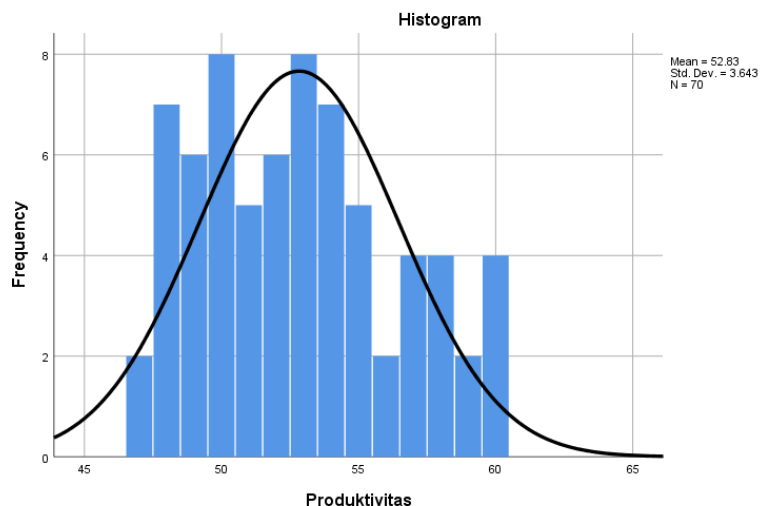 Histogram
Mean = 52.83
Std. Dev. = 3.643
N = 70
8
6
4
2
0
Frequency
45
50
55
60
65
Produktivitas